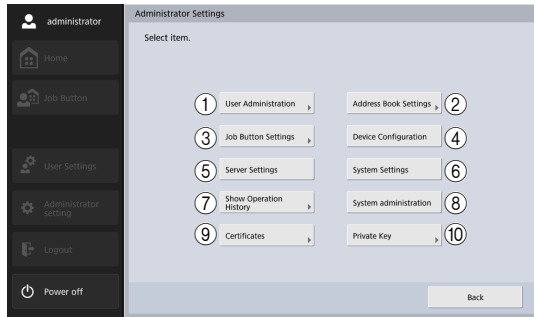 administrator
Home
Job Button
User Settings
Administrator
setting
Logout
Power off
Administrator Settings
Select item.
1 User Administration
Address Book Settings 2
3 Job Button Settings
Device Configuration 4
5 Server Settings
System Settings 6
7 Show Operation
History
System administration 8
9 Certificates
Private Key 10
Back